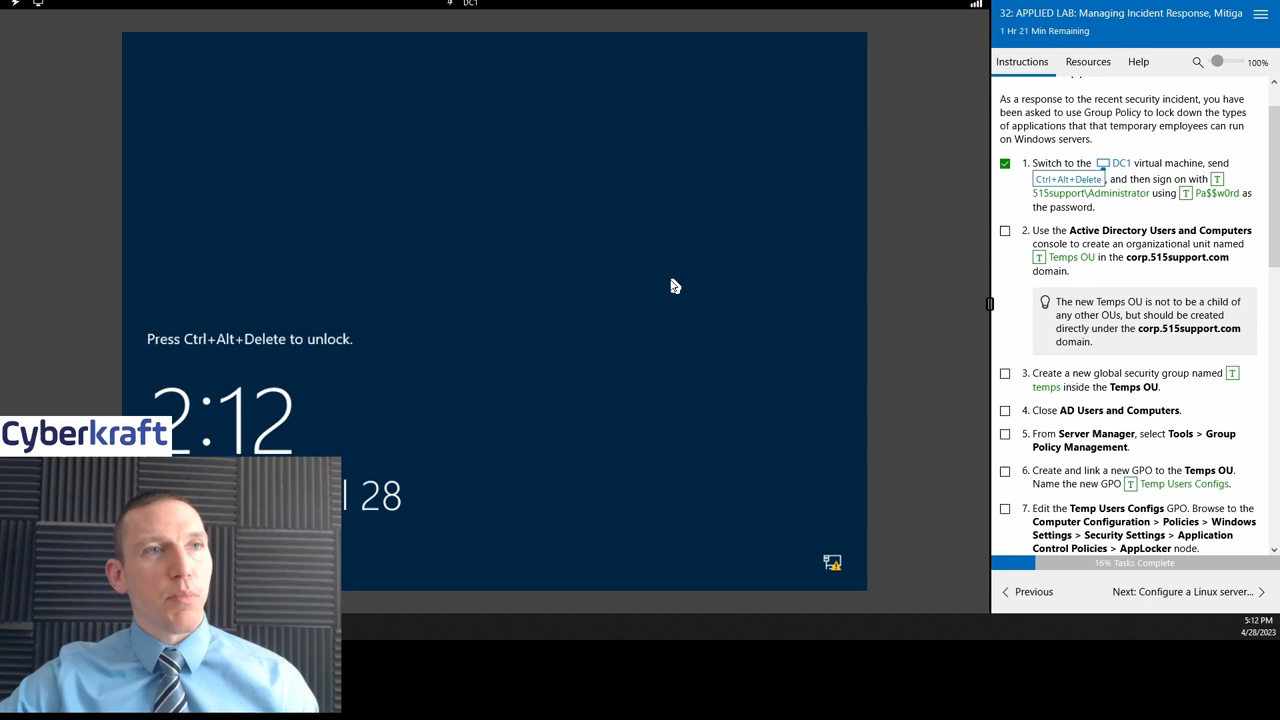 DC1
Press Ctrl+Alt+Delete to unlock.
2:12
28
Cyberkraft
32: APPLIED LAB: Managing Incident Response, Mitiga
1 Hr 21 Min Remaining
Instructions
Resources
Help
100%
As a response to the recent security incident, you have
been asked to use Group Policy to lock down the types
of applications that that temporary employees can run
on Windows servers.
1. Switch to the DC1 virtual machine, send
Ctrl+Alt+Delete, and then sign on with T
515support\Administrator using T Pa$$w0rd as
the password.
2. Use the Active Directory Users and Computers
console to create an organizational unit named
T Temps OU in the corp.515support.com
domain.
The new Temps OU is not to be a child of
any other OUs, but should be created
directly under the corp.515support.com
domain.
3. Create a new global security group named T
temps inside the Temps OU.
4. Close AD Users and Computers.
5. From Server Manager, select Tools > Group
Policy Management.
6. Create and link a new GPO to the Temps OU.
Name the new GPO T Temp Users Configs.
7. Edit the Temp Users Configs GPO. Browse to the
Computer Configuration > Policies > Windows
Settings > Security Settings > Application
Control Policies > AppLocker node.
16% Tasks Complete
Previous
Next: Configure a Linux server...
5:12 PM
4/28/2023